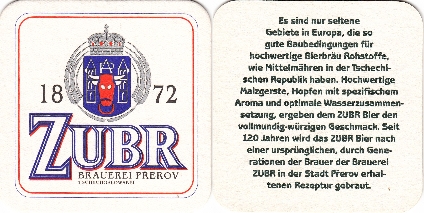 18 72
ZUBR
BRAUEREI PŘEROV
TSCHECHOSLOWAKEI
Es sind nur seltene
Gebiete in Europa, die so
gute Baubedingungen für
hochwertige Bierbräu Rohstoffe,
wie Mittelmähren in der Tschechi-
schen Republik haben. Hochwertige
Malzgerste, Hopfen mit spezifischem
Aroma und optimale Wasserzusammen-
setzung, ergeben dem ZUBR Bier den
vollmundig-würzigen Geschmack. Seit
120 Jahren wird das ZUBR Bier nach
einer ursprünglichen, durch Gene-
rationen der Brauer der Brauerei
ZUBR in der Stadt Přerov erhal-
tenen Rezeptur gebraut.